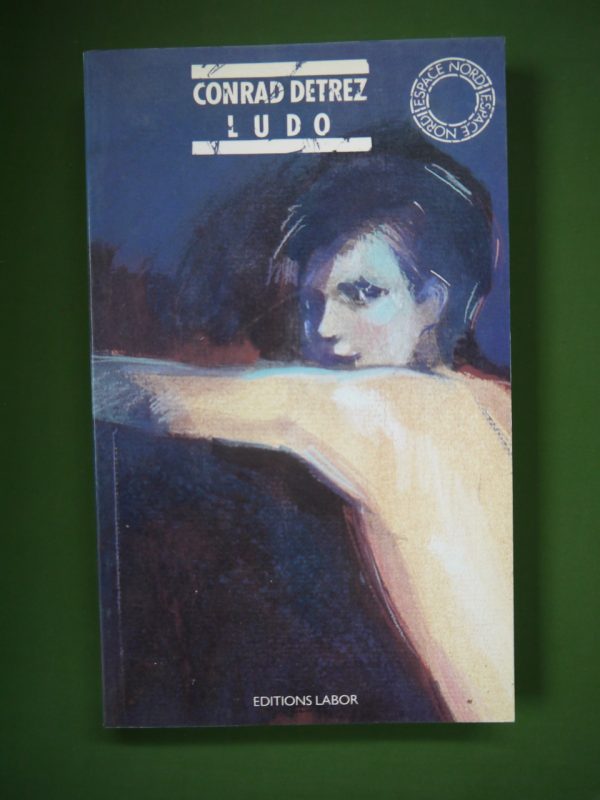 CONRAD DETREZ
LUDO
ESPACE NORD
ESPACE NORD
EDITIONS LABOR